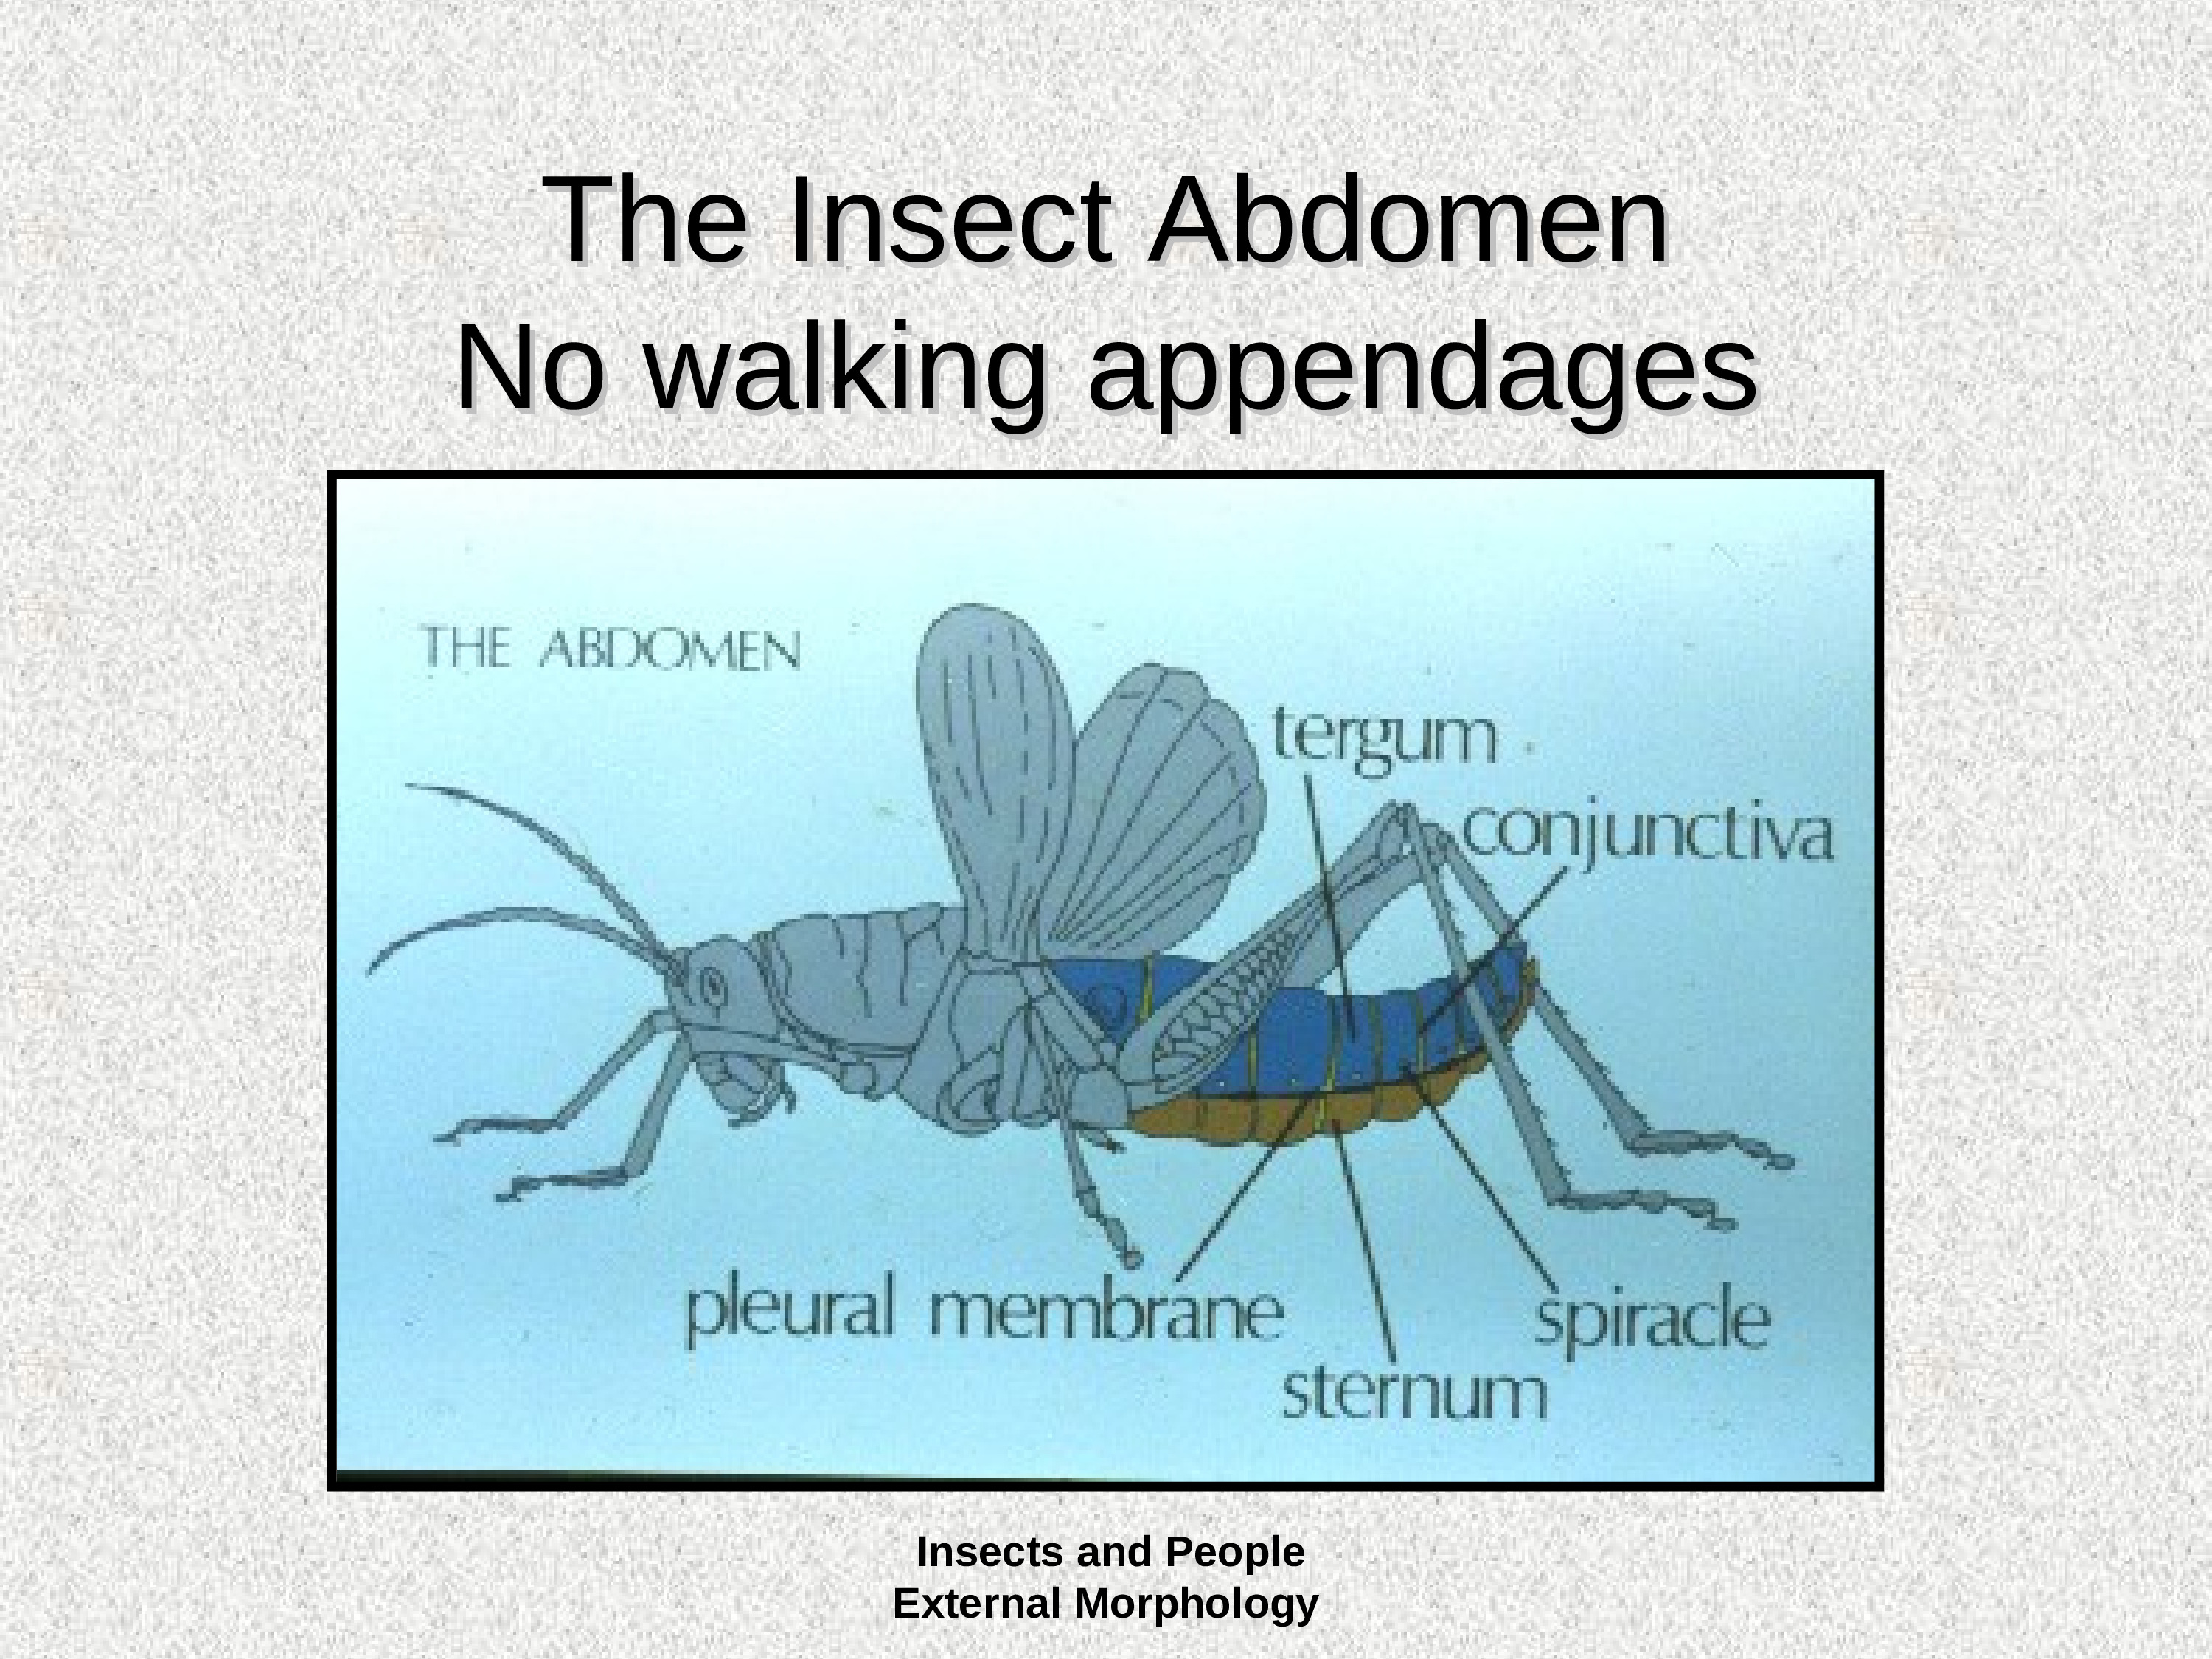 The Insect Abdomen
No walking appendages
THE ABDOMEN
tergum
conjunctiva
pleural membrane
spiracle
sternum
Insects and People
External Morphology